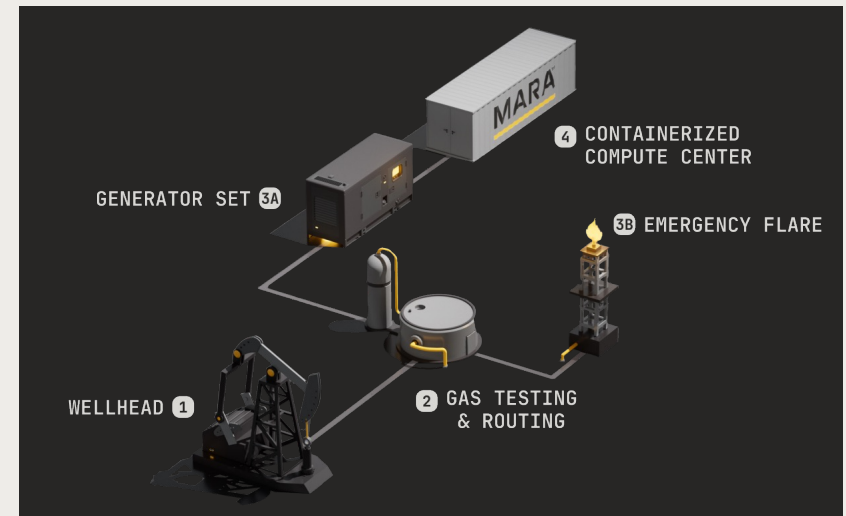 MARA
4 CONTAINERIZED
COMPUTE CENTER
GENERATOR SET 3A
3B EMERGENCY FLARE
2 GAS TESTING
& ROUTING
WELLHEAD 1